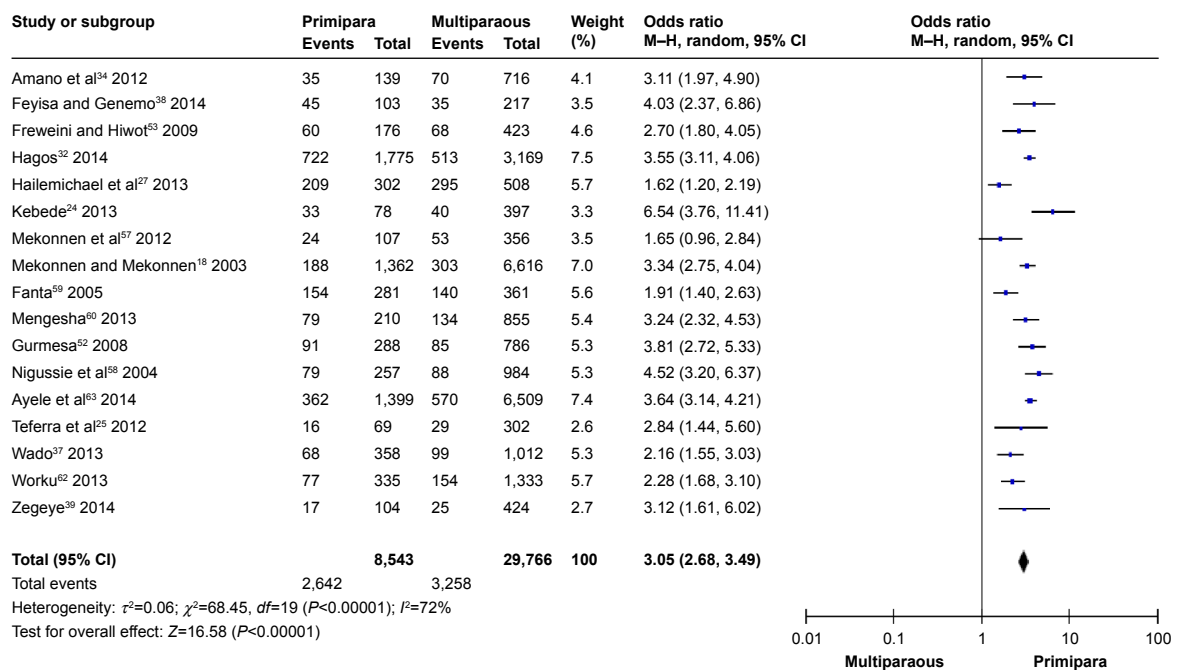 Study or subgroup Primipara Multiparaous Weight Odds ratio Odds ratio
Events Total Events Total (%) M–H, random, 95% CI M–H, random, 95% CI
Amano et al³⁴ 2012 35 139 70 716 4.1 3.11 (1.97, 4.90)
Feyisa and Genemo³⁸ 2014 45 103 35 217 3.5 4.03 (2.37, 6.86)
Freweini and Hiwot⁵³ 2009 60 176 68 423 4.6 2.70 (1.80, 4.05)
Hagos³² 2014 722 1,775 513 3,169 7.5 3.55 (3.11, 4.06)
Hailemichael et al²⁷ 2013 209 302 295 508 5.7 1.62 (1.20, 2.19)
Kebede²⁴ 2013 33 78 40 397 3.3 6.54 (3.76, 11.41)
Mekonnen et al⁵⁷ 2012 24 107 53 356 3.5 1.65 (0.96, 2.84)
Mekonnen and Mekonnen¹⁸ 2003 188 1,362 303 6,616 7.0 3.34 (2.75, 4.04)
Fanta⁵⁹ 2005 154 281 140 361 5.6 1.91 (1.40, 2.63)
Mengesha⁶⁰ 2013 79 210 134 855 5.4 3.24 (2.32, 4.53)
Gurmesa⁵² 2008 91 288 85 786 5.3 3.81 (2.72, 5.33)
Nigussie et al⁵⁸ 2004 79 257 88 984 5.3 4.52 (3.20, 6.37)
Ayele et al⁶³ 2014 362 1,399 570 6,509 7.4 3.64 (3.14, 4.21)
Teferra et al²⁵ 2012 16 69 29 302 2.6 2.84 (1.44, 5.60)
Wado³⁷ 2013 68 358 99 1,012 5.3 2.16 (1.55, 3.03)
Worku⁶² 2013 77 335 154 1,333 5.7 2.28 (1.68, 3.10)
Zegeye³⁹ 2014 17 104 25 424 2.7 3.12 (1.61, 6.02)
Total (95% CI) 8,543 29,766 100 3.05 (2.68, 3.49)
Total events 2,642 3,258
Heterogeneity: τ²=0.06; χ²=68.45, df=19 (P<0.00001); I²=72%
Test for overall effect: Z=16.58 (P<0.00001)
0.01 0.1 1 10 100
Multiparaous Primipara